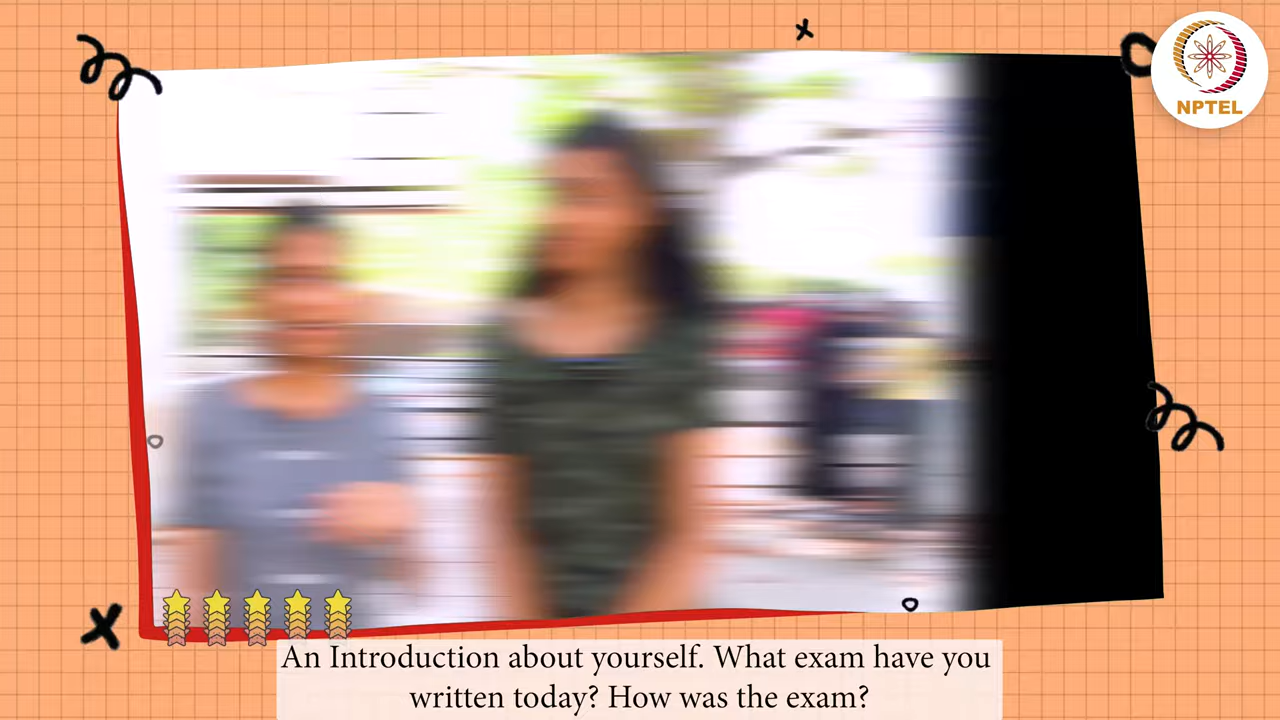 NPTEL
An Introduction about yourself. What exam have you
written today? How was the exam?